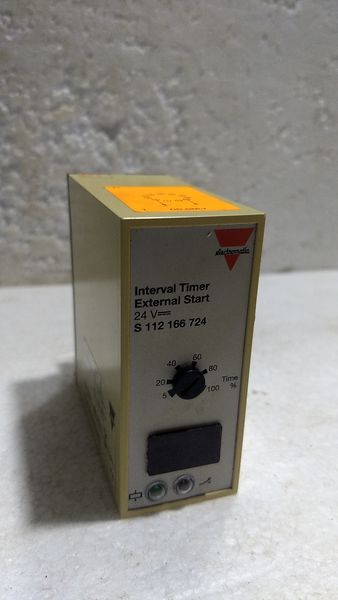 electromatic
Interval Timer
External Start
24 V
S 112 166 724
40 60
20 80
5 100
Time
%